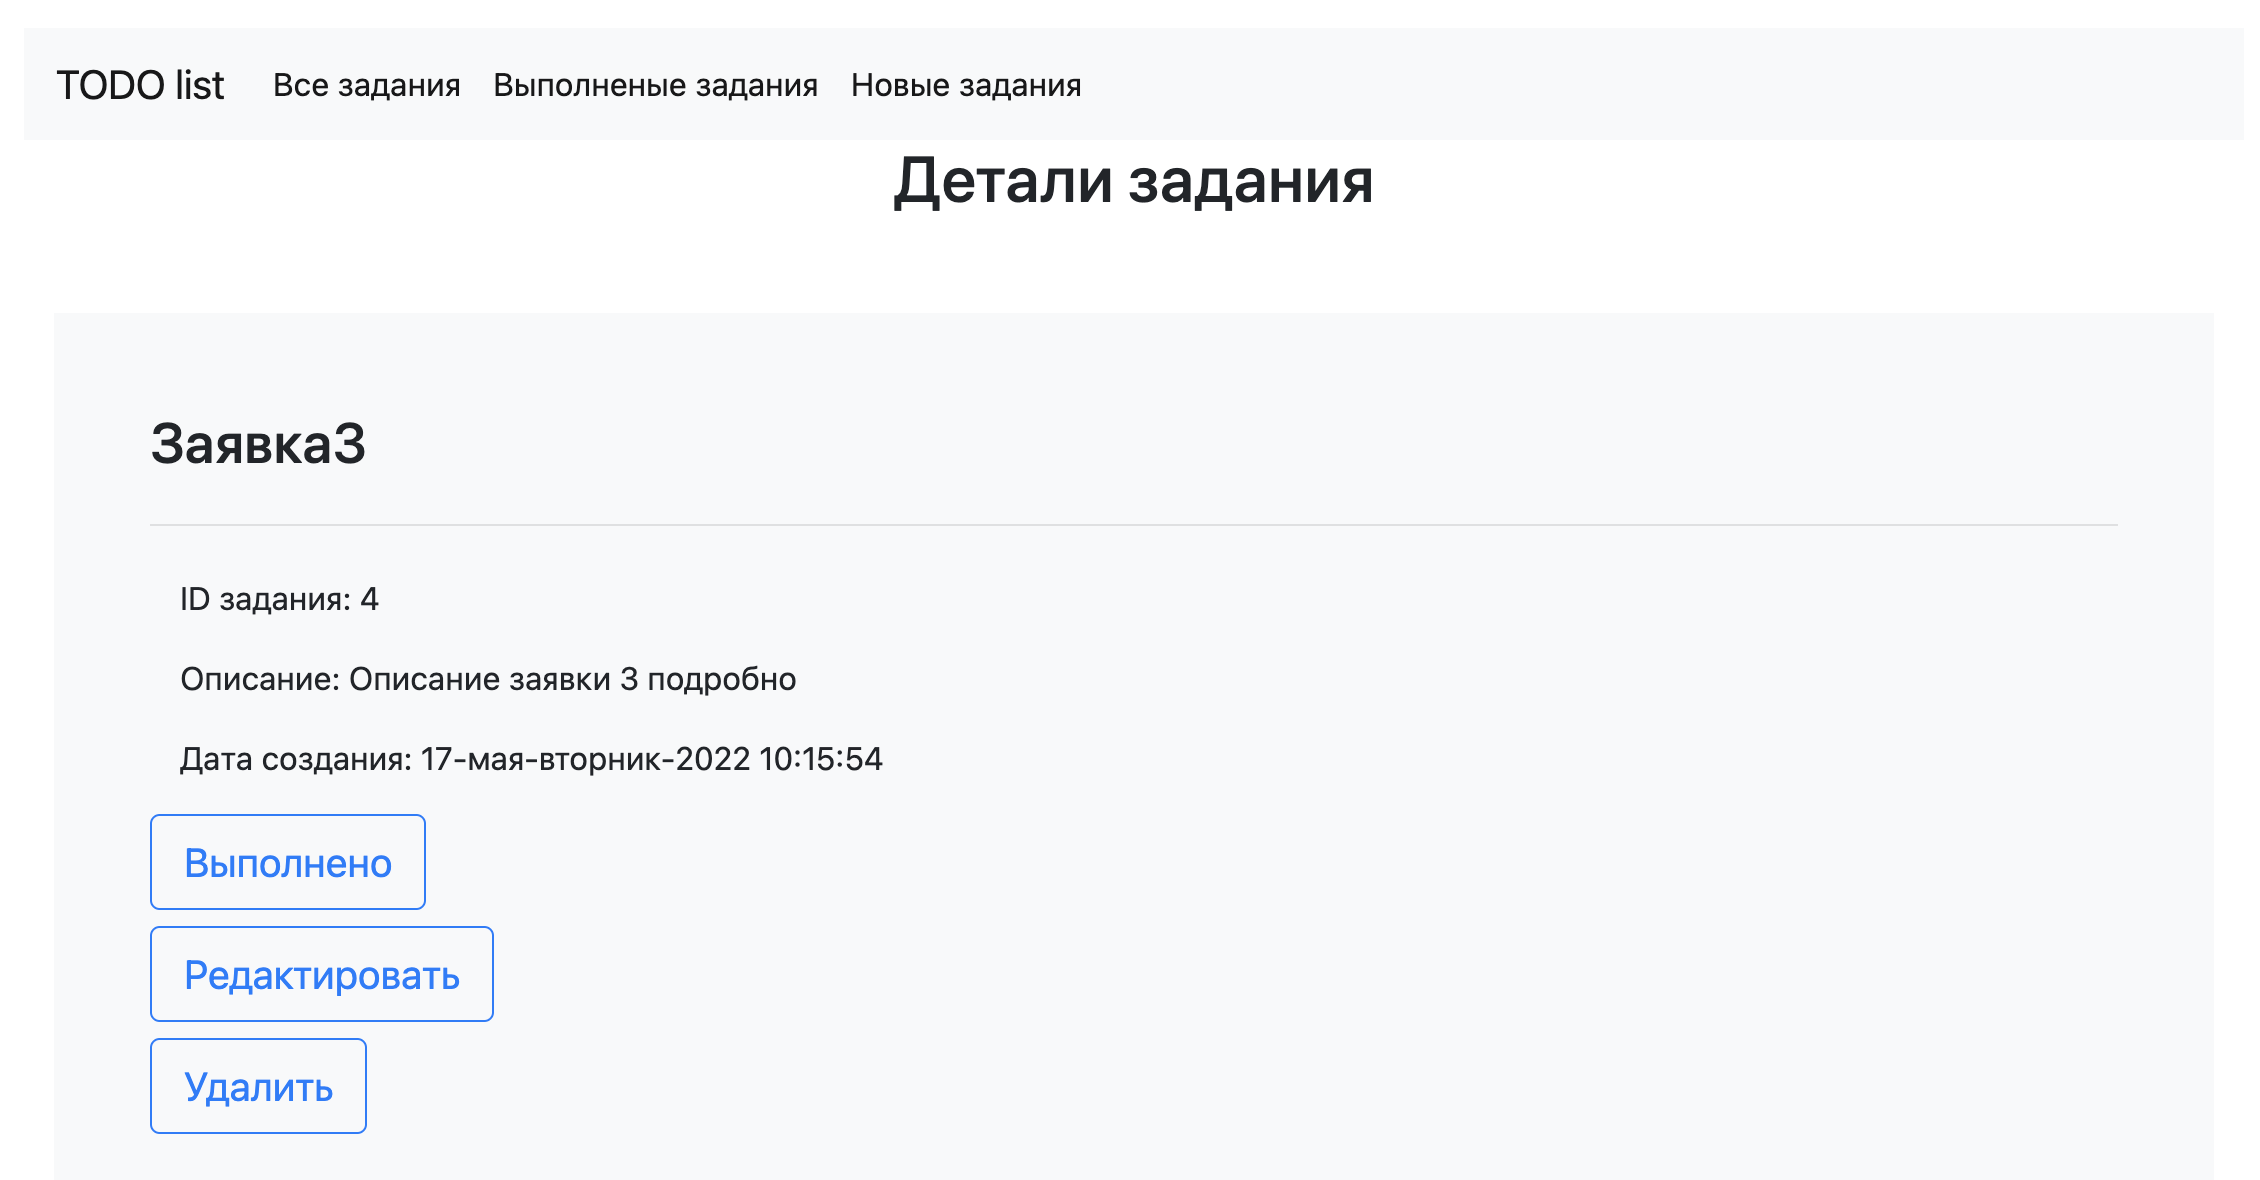 TODO list Все задания Выполненые задания Новые задания
Детали задания
Заявка3
ID задания: 4
Описание: Описание заявки 3 подробно
Дата создания: 17-мая-вторник-2022 10:15:54
Выполнено
Редактировать
Удалить